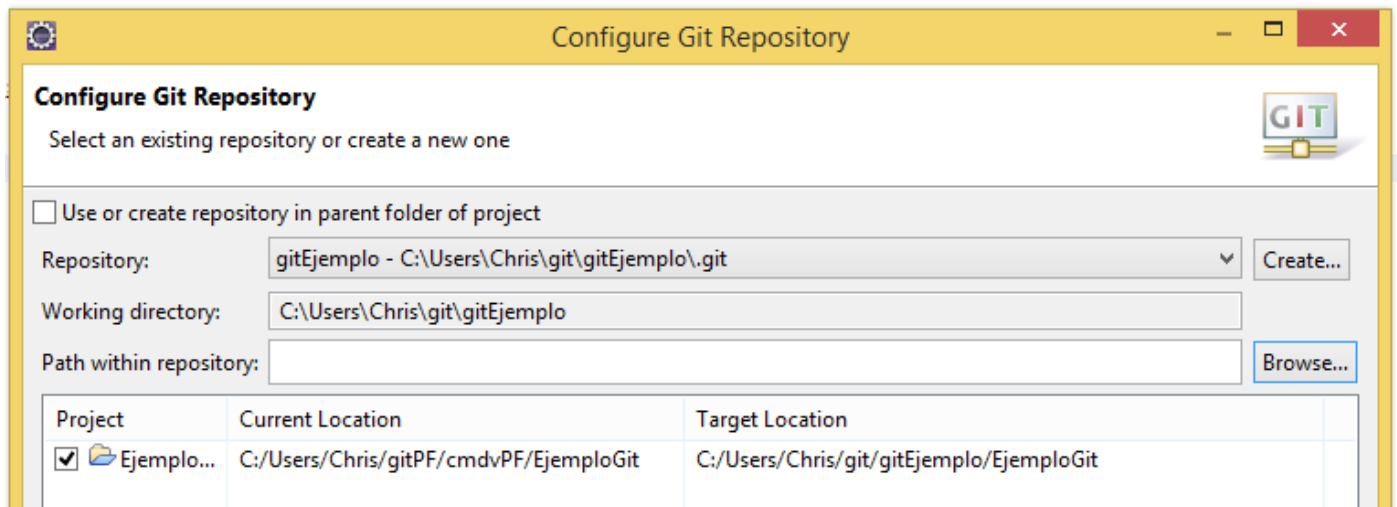 Configure Git Repository
Configure Git Repository
Select an existing repository or create a new one
GIT
Use or create repository in parent folder of project
Repository: gitEjemplo - C:\Users\Chris\git\gitEjemplo\.git Create...
Working directory: C:\Users\Chris\git\gitEjemplo
Path within repository: Browse...
Project Current Location Target Location
Ejemplo... C:/Users/Chris/gitPF/cmdvPF/EjemploGit C:/Users/Chris/git/gitEjemplo/EjemploGit